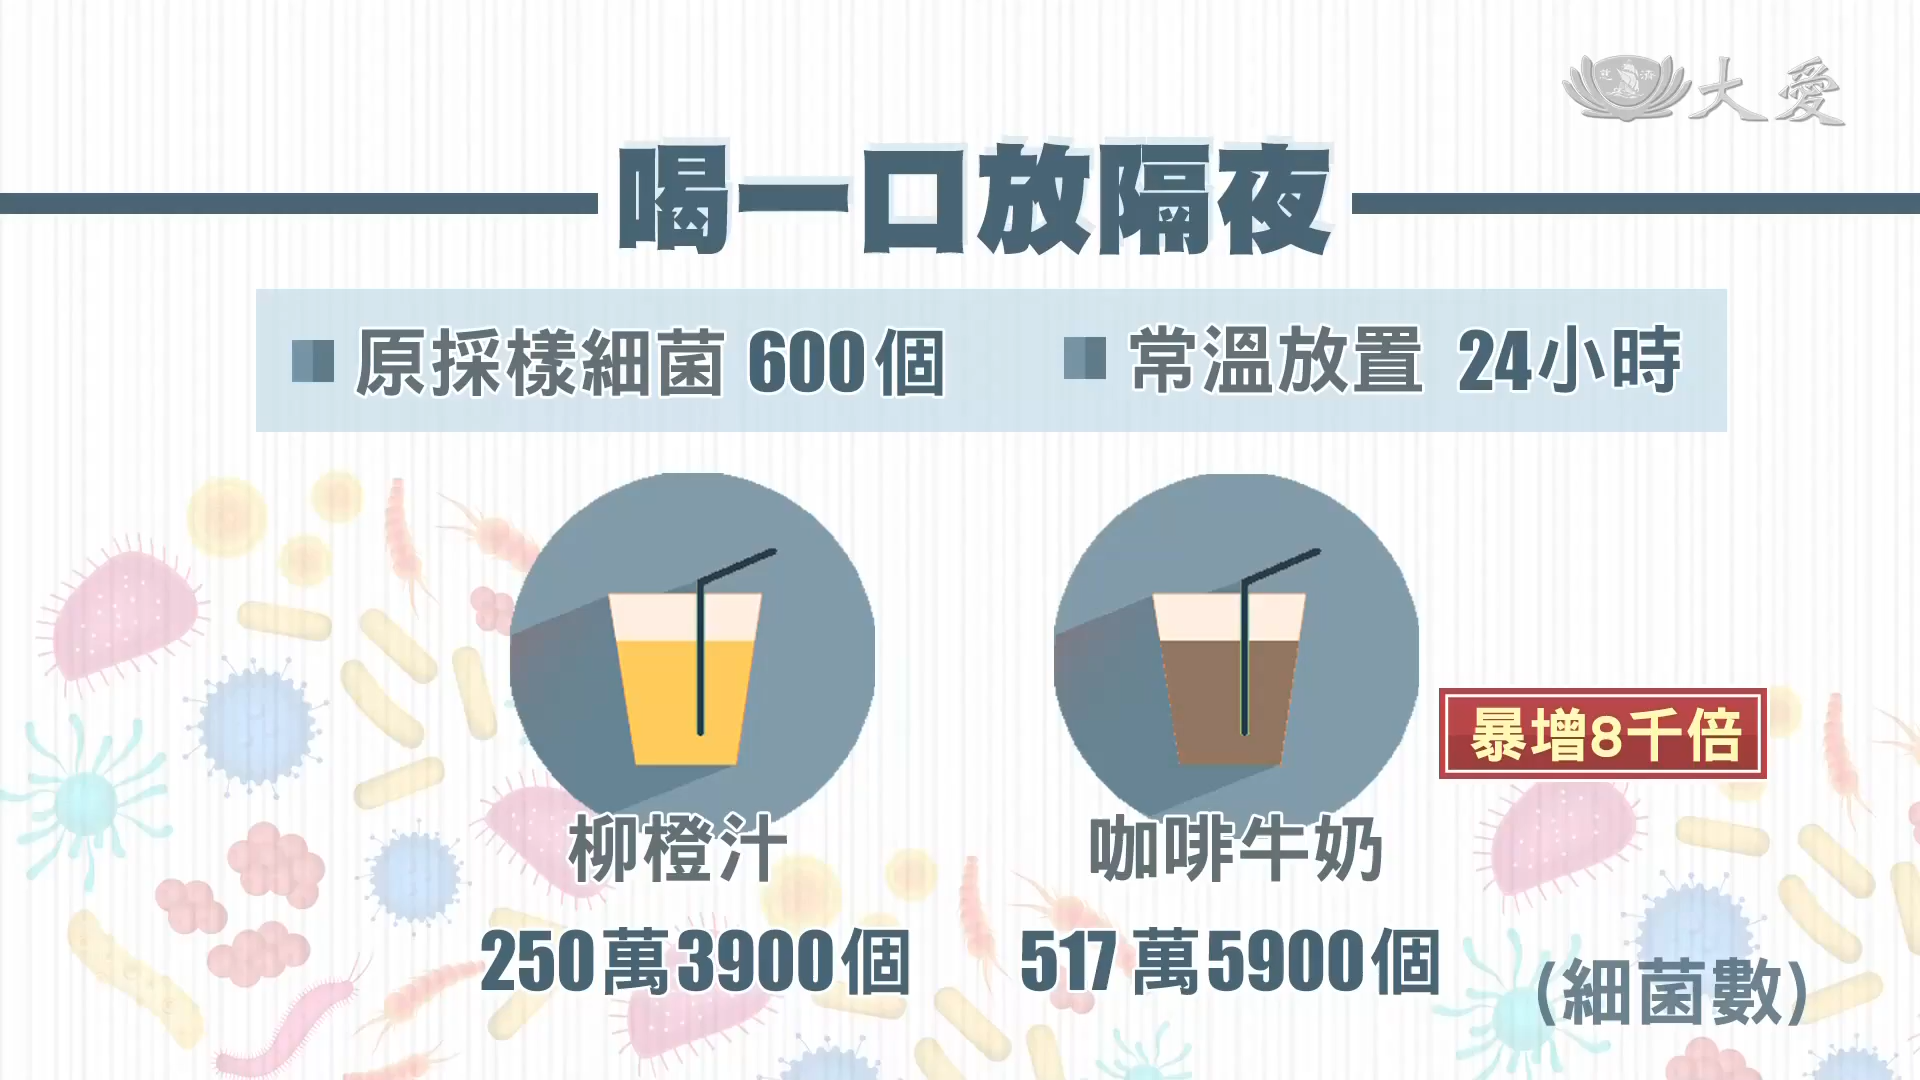 大愛
喝一口放隔夜
原採樣細菌 600個
常溫放置 24小時
暴增8千倍
柳橙汁
咖啡牛奶
250萬3900個
517萬5900個
(細菌數)